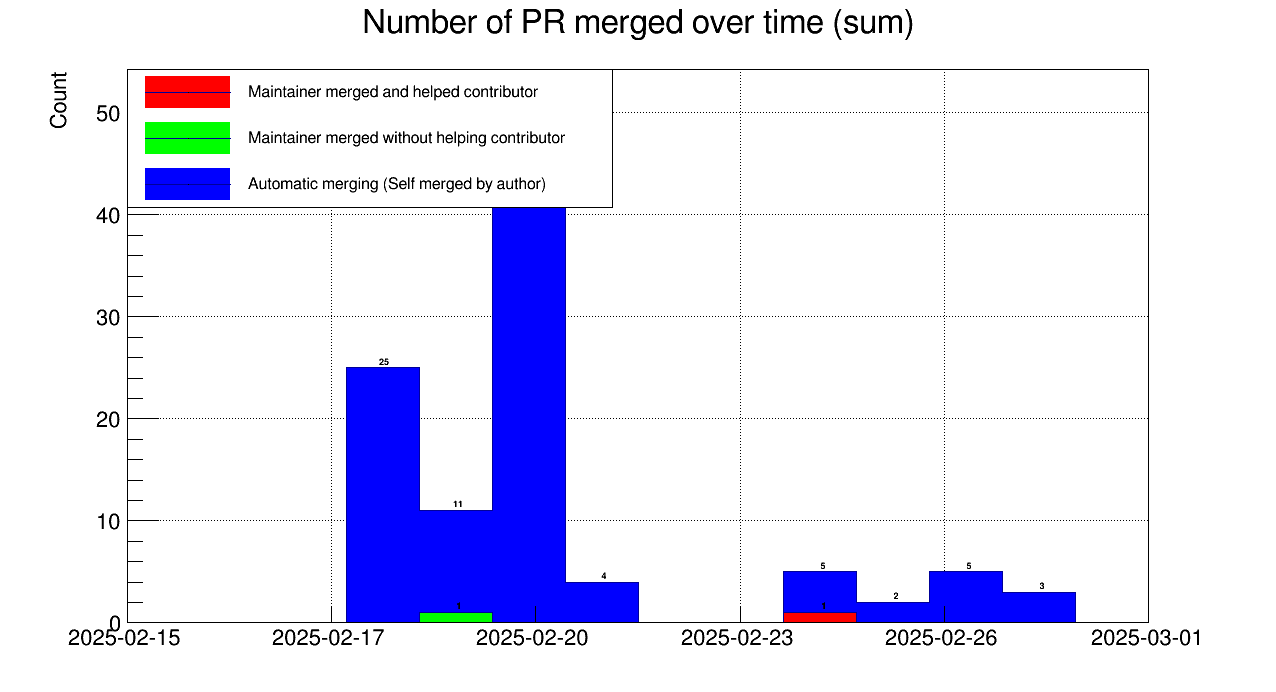 Number of PR merged over time (sum)
Count
Maintainer merged and helped contributor
Maintainer merged without helping contributor
Automatic merging (Self merged by author)
50
40
30
20
10
0
25
11
4
5
2
5
3
1
1
2025-02-15 2025-02-17 2025-02-20 2025-02-23 2025-02-26 2025-03-01